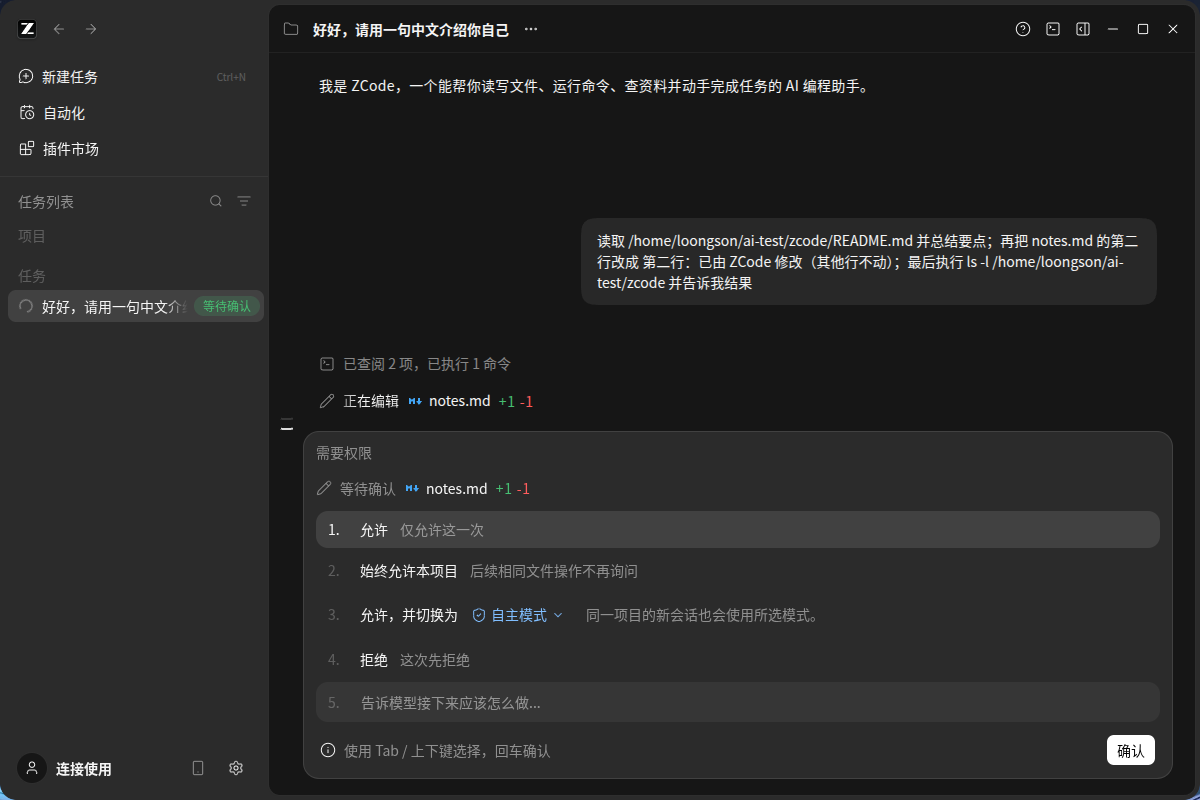 新建任务 Ctrl+N
自动化
插件市场
任务列表
项目
任务
好好，请用一句中文介 等待确认
连接使用
好好，请用一句中文介绍你自己 ...
我是 ZCode，一个能帮你读写文件、运行命令、查资料并动手完成任务的 AI 编程助手。
读取 /home/loongson/ai-test/zcode/README.md 并总结要点；再把 notes.md 的第二
行改成 第二行：已由 ZCode 修改（其他行不动）；最后执行 ls -l /home/loongson/ai-
test/zcode 并告诉我结果
已查阅 2 项，已执行 1 命令
正在编辑 notes.md +1 -1
需要权限
等待确认 notes.md +1 -1
1. 允许 仅允许这一次
2. 始终允许本项目 后续相同文件操作不再询问
3. 允许，并切换为 自主模式 同一项目的新会话也会使用所选模式。
4. 拒绝 这次先拒绝
5. 告诉模型接下来应该怎么做...
使用 Tab / 上下键选择，回车确认
确认